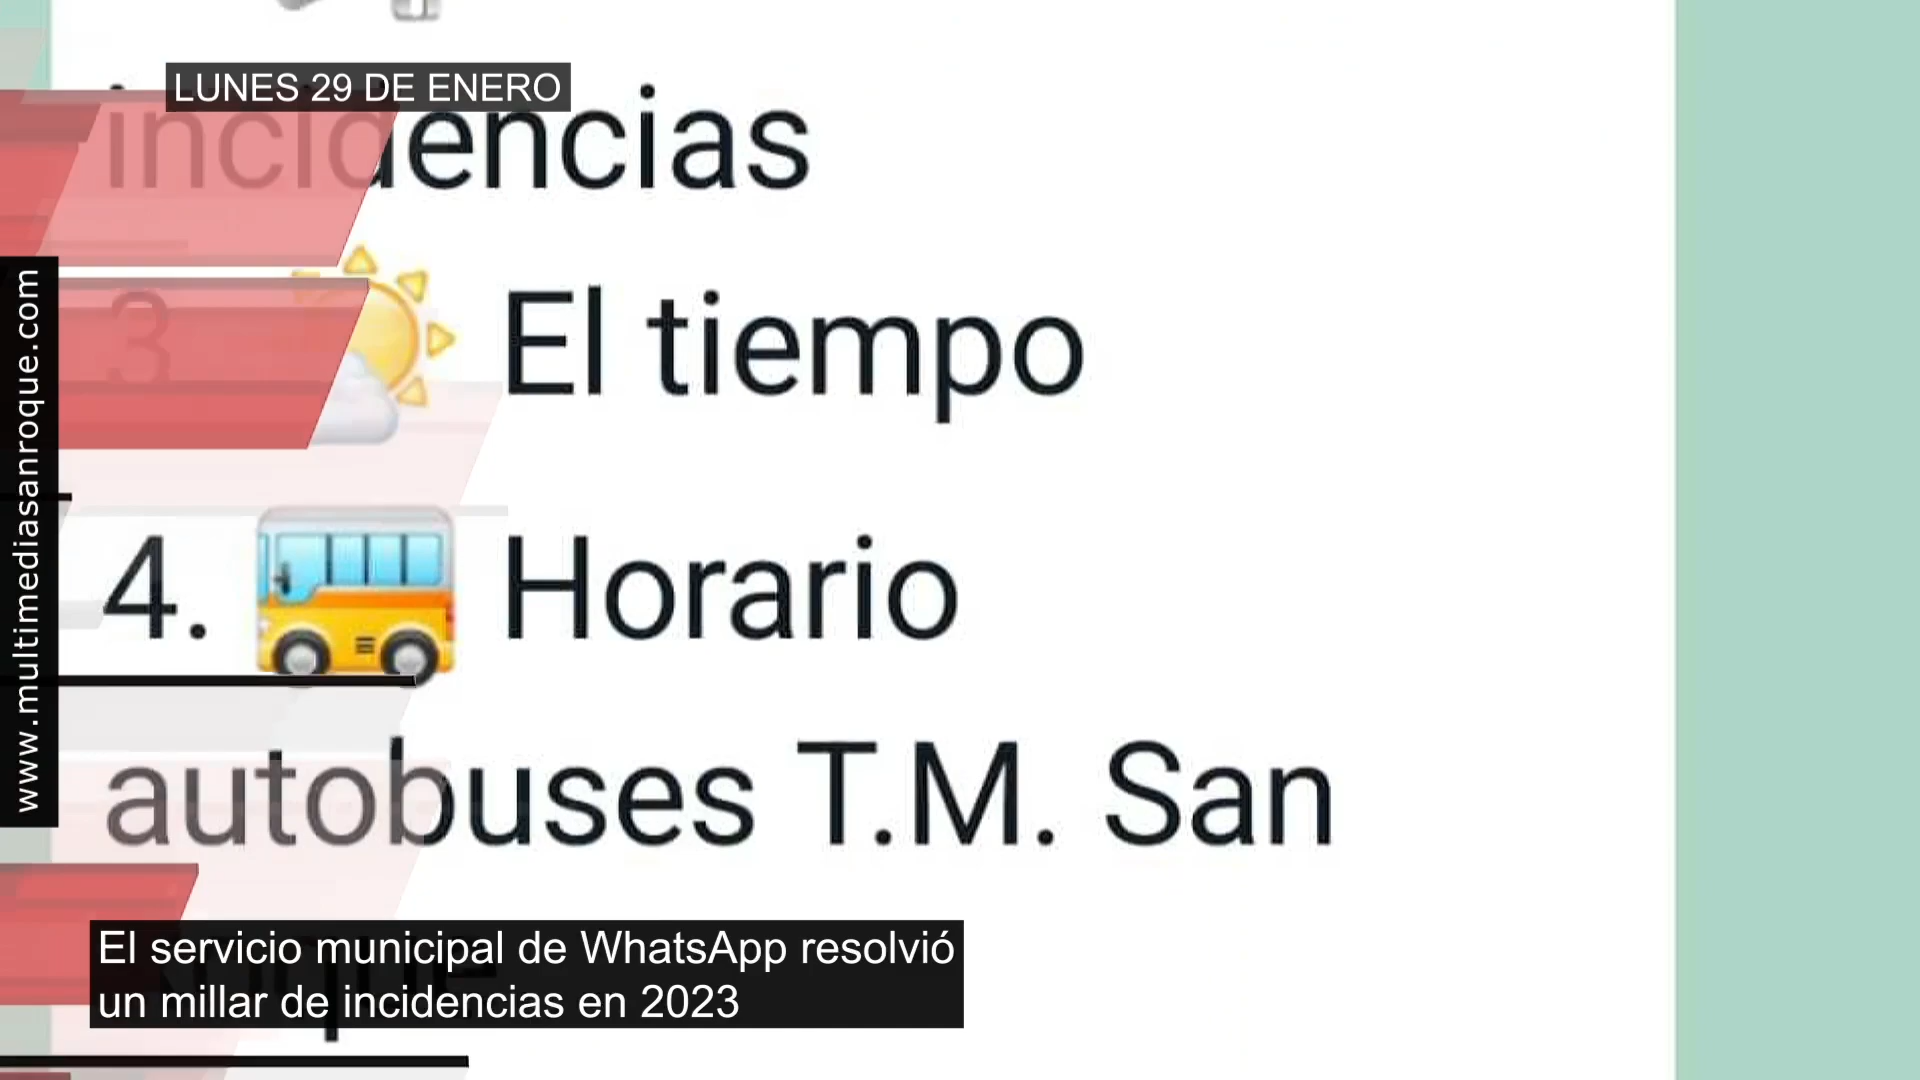 LUNES 29 DE ENERO
incidencias
3
El tiempo
4. Horario
autobuses T.M. San
www.multimediasanroque.com
El servicio municipal de WhatsApp resolvió
un millar de incidencias en 2023